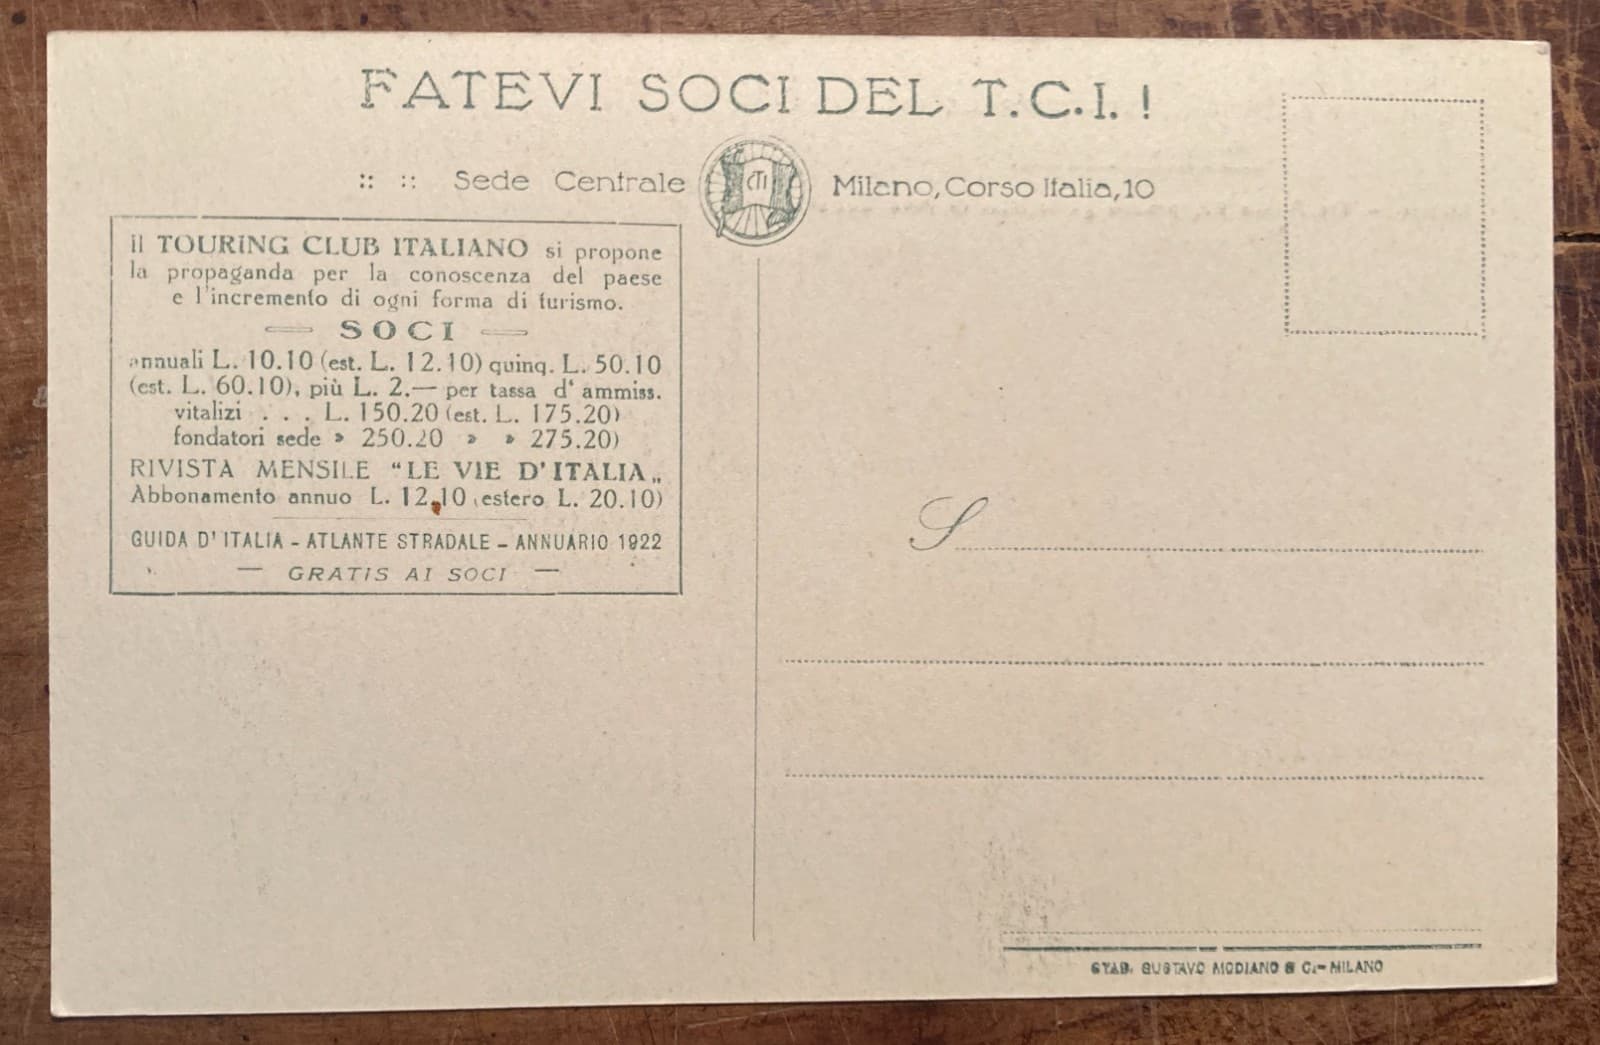 FATEVI SOCI DEL T.C.I. !
:: :: Sede Centrale CTI Milano, Corso Italia, 10
il TOURING CLUB ITALIANO si propone
la propaganda per la conoscenza del paese
e l'incremento di ogni forma di turismo.
SOCI
annuali L. 10.10 (est. L. 12.10) quinq. L. 50.10
(est. L. 60.10), più L. 2.— per tassa d' ammiss.
vitalizi . . . L. 150.20 (est. L. 175.20)
fondatori sede » 250.20 » » 275.20)
RIVISTA MENSILE “LE VIE D'ITALIA„
Abbonamento annuo L. 12.10 (estero L. 20.10)
GUIDA D'ITALIA - ATLANTE STRADALE - ANNUARIO 1922
— GRATIS AI SOCI —
S
STAB. GUSTAVO MODIANO & C.- MILANO